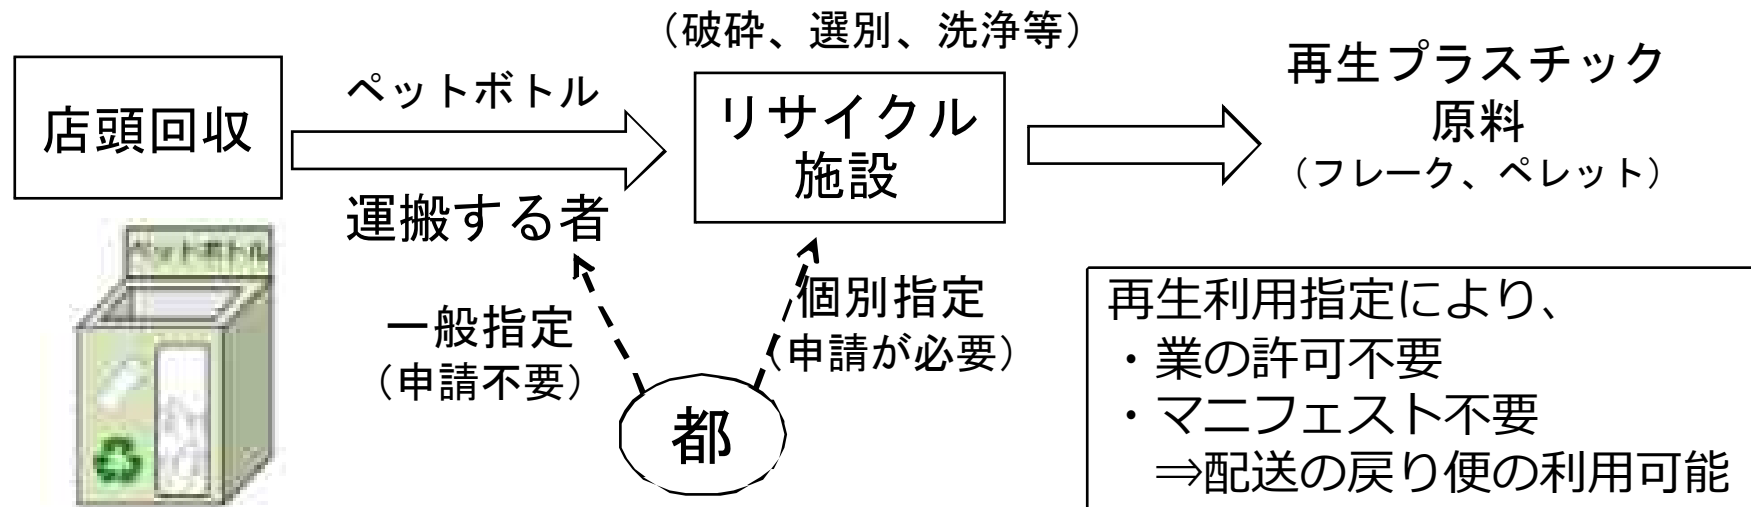 （破砕、選別、洗浄等）
店頭回収
ペットボトル
運搬する者
リサイクル
施設
再生プラスチック
原料
（フレーク、ペレット）
ペットボトル
一般指定
（申請不要）
個別指定
（申請が必要）
都
再生利用指定により、
・業の許可不要
・マニフェスト不要
⇒配送の戻り便の利用可能